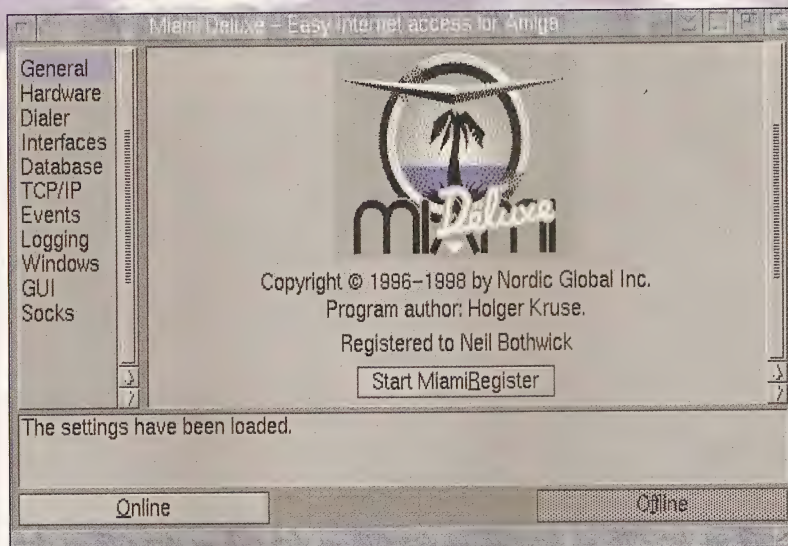 Miami Deluxe – Easy Internet access for Amiga
General
Hardware
Dialer
Interfaces
Database
TCP/IP
Events
Logging
Windows
GUI
Socks
MIAMI
Deluxe
Copyright © 1996–1998 by Nordic Global Inc.
Program author: Holger Kruse.
Registered to Neil Bothwick
Start MiamiRegister
The settings have been loaded.
Online
Offline